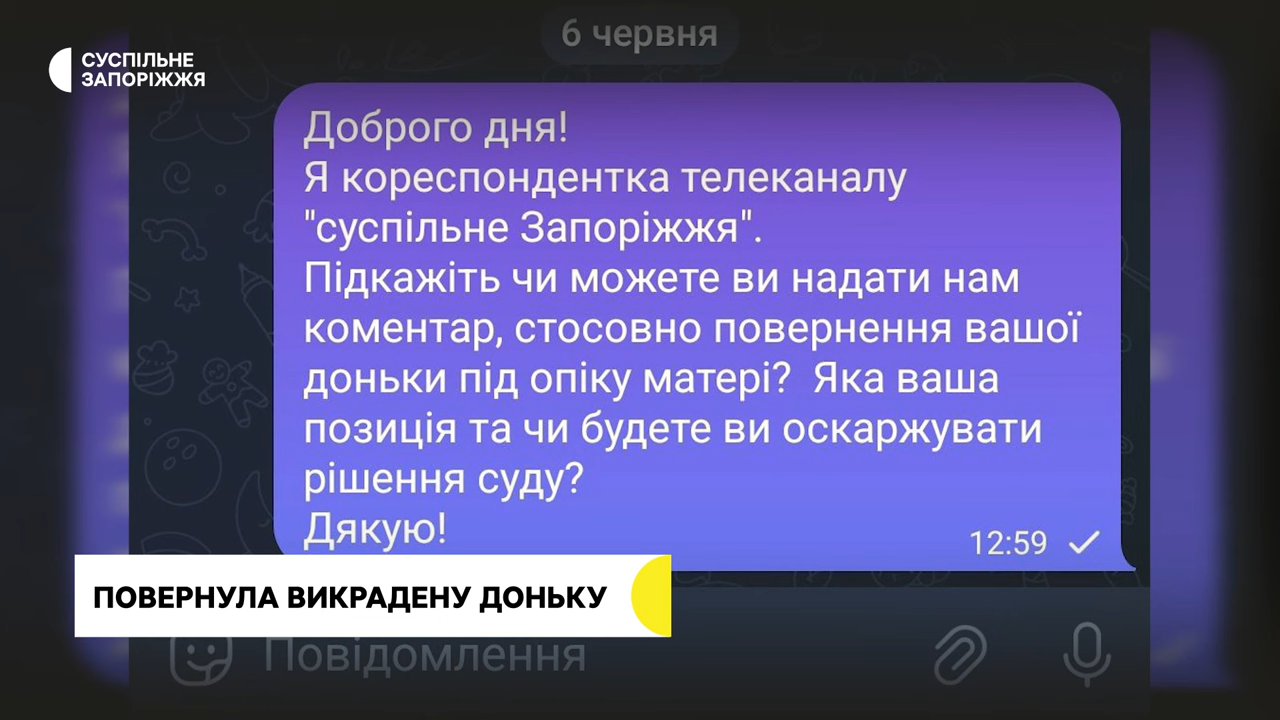 СУСПІЛЬНЕ
ЗАПОРІЖЖЯ
6 червня
Доброго дня!
Я кореспондентка телеканалу
"суспільне Запоріжжя".
Підкажіть чи можете ви надати нам
коментар, стосовно повернення вашої
доньки під опіку матері?  Яка ваша
позиція та чи будете ви оскаржувати
рішення суду?
Дякую!
12:59
ПОВЕРНУЛА ВИКРАДЕНУ ДОНЬКУ
Повідомлення